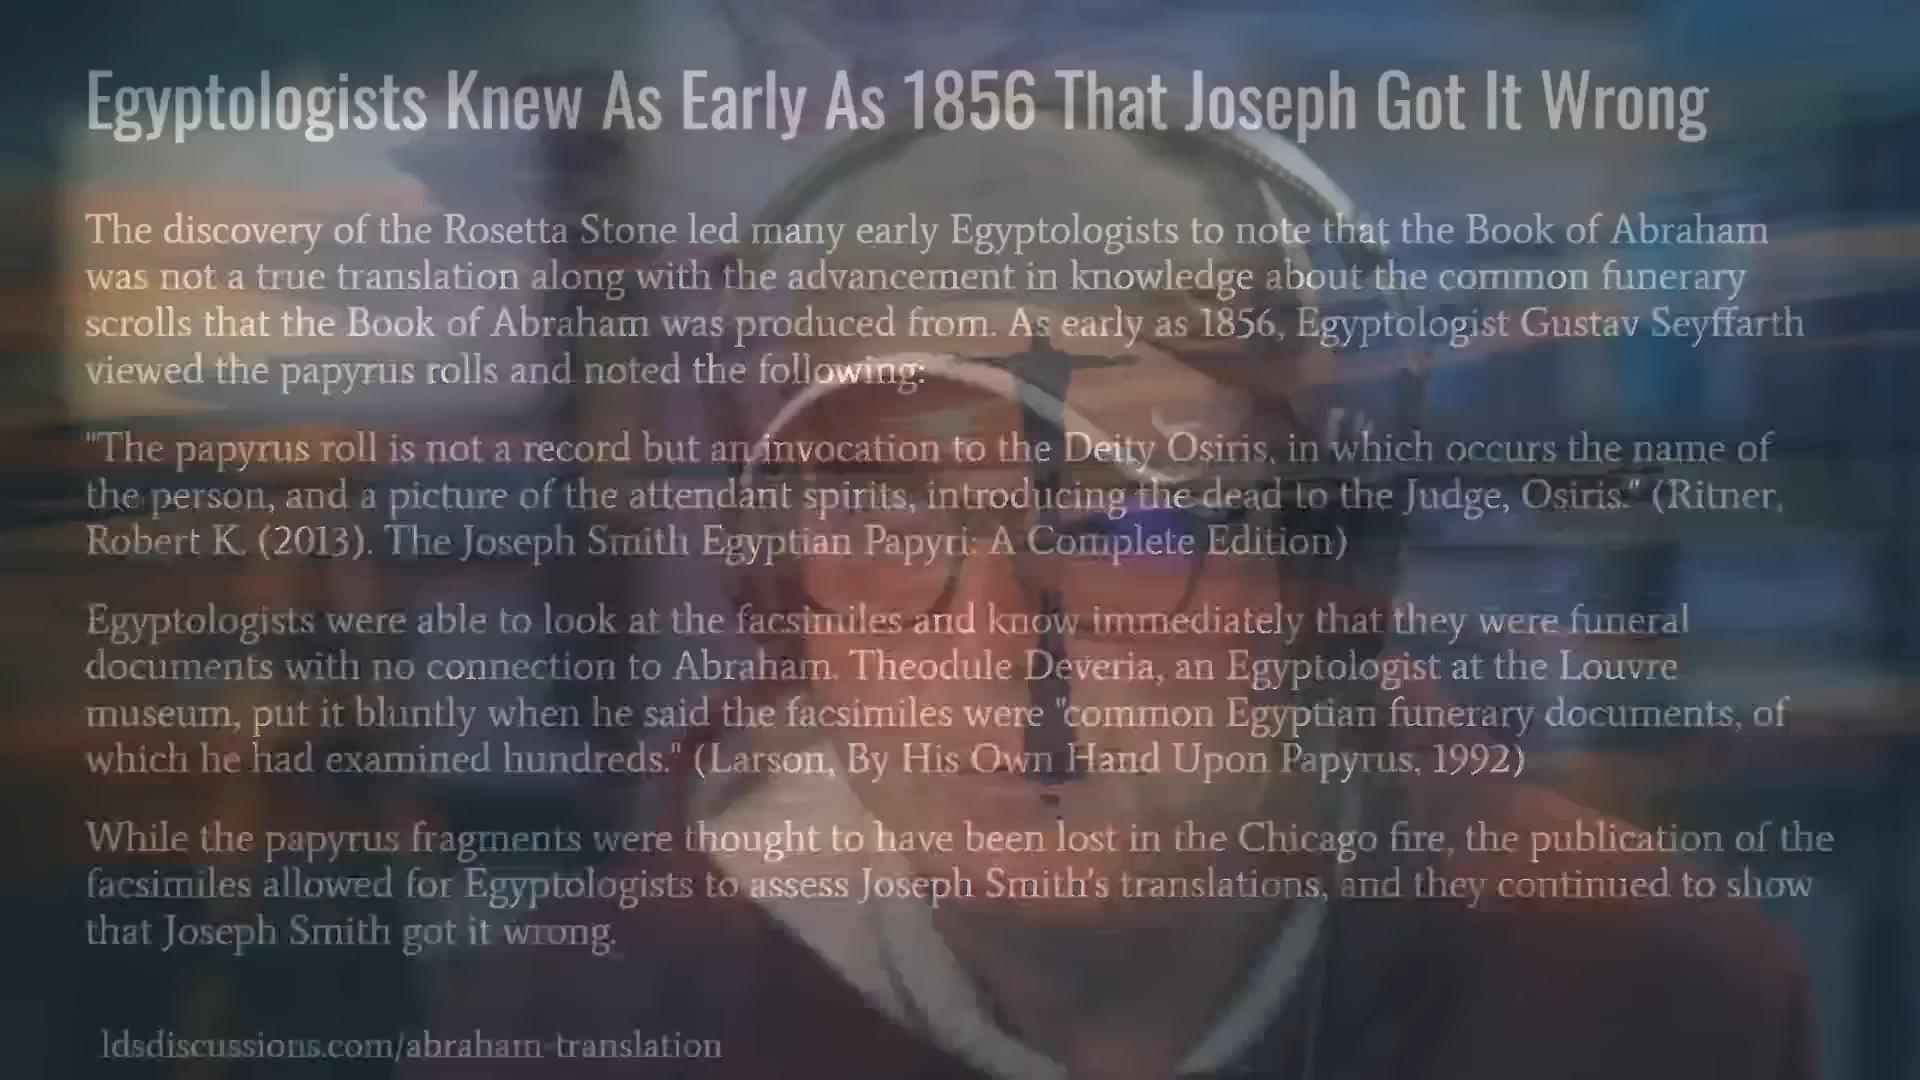 Egyptologists Knew As Early As 1856 That Joseph Got It Wrong
The discovery of the Rosetta Stone led many early Egyptologists to note that the Book of Abraham
was not a true translation along with the advancement in knowledge about the common funerary
scrolls that the Book of Abraham was produced from. As early as 1856, Egyptologist Gustav Seyffarth
viewed the papyrus rolls and noted the following:
"The papyrus roll is not a record but an invocation to the Deity Osiris, in which occurs the name of
the person, and a picture of the attendant spirits, introducing the dead to the Judge, Osiris." (Ritner,
Robert K. (2013). The Joseph Smith Egyptian Papyri: A Complete Edition)
Egyptologists were able to look at the facsimiles and know immediately that they were funeral
documents with no connection to Abraham. Theodule Deveria, an Egyptologist at the Louvre
museum, put it bluntly when he said the facsimiles were "common Egyptian funerary documents, of
which he had examined hundreds." (Larson, By His Own Hand Upon Papyrus, 1992)
While the papyrus fragments were thought to have been lost in the Chicago fire, the publication of the
facsimiles allowed for Egyptologists to assess Joseph Smith's translations, and they continued to show
that Joseph Smith got it wrong.
ldsdiscussions.com/abraham-translation